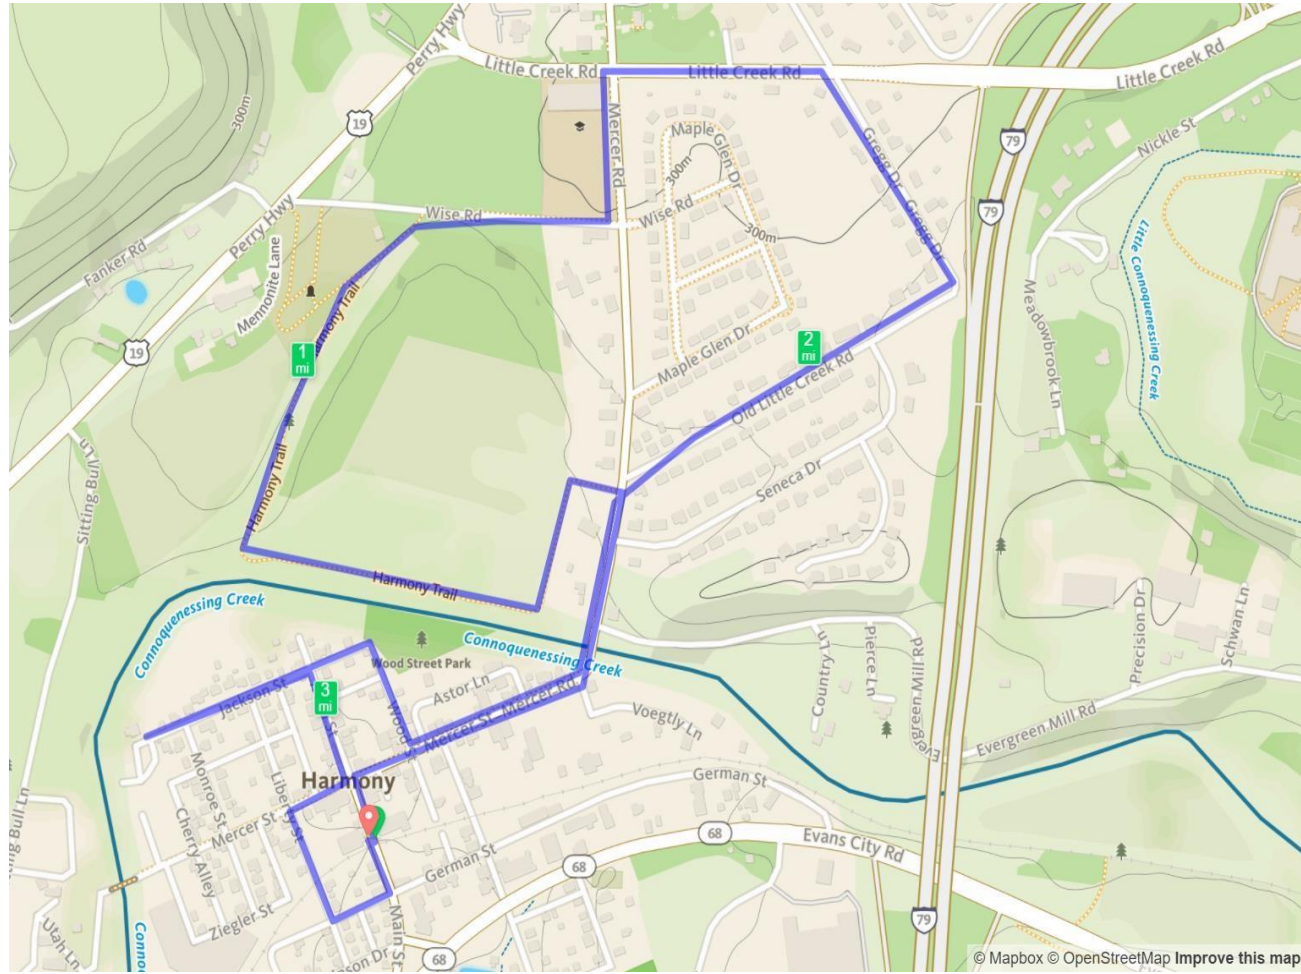 Perry Hwy
Little Creek Rd
Little Creek Rd
Little Creek Rd
300m
19
Mercer Rd
Maple Glen Dr
79
Nickle St
300m
Gregg Dr
Gregg Dr
Wise Rd
Wise Rd
79
Perry Hwy
300m
Fanker Rd
Mennonite Lane
Harmony Trail
Little Connoquenessing Creek
Meadowbrook Ln
19
1
mi
2
mi
Maple Glen Dr
Old Little Creek Rd
Sitting Bull Ln
Harmony Trail
Seneca Dr
Harmony Trail
Connoquenessing Creek
Connoquenessing Creek
Wood Street Park
Country Ln
Pierce Ln
Evergreen Mill Rd
Precision Dr
Schwan Ln
Jackson St
3
mi
Astor Ln
Mercer St
Mercer Rd
Voegtly Ln
Evergreen Mill Rd
Monroe St
Liberty St
Harmony
German St
Mercer St
Cherry Alley
68
Evans City Rd
German St
68
Ziegler St
Main St
Utah Ln
79
68
© Mapbox © OpenStreetMap Improve this map